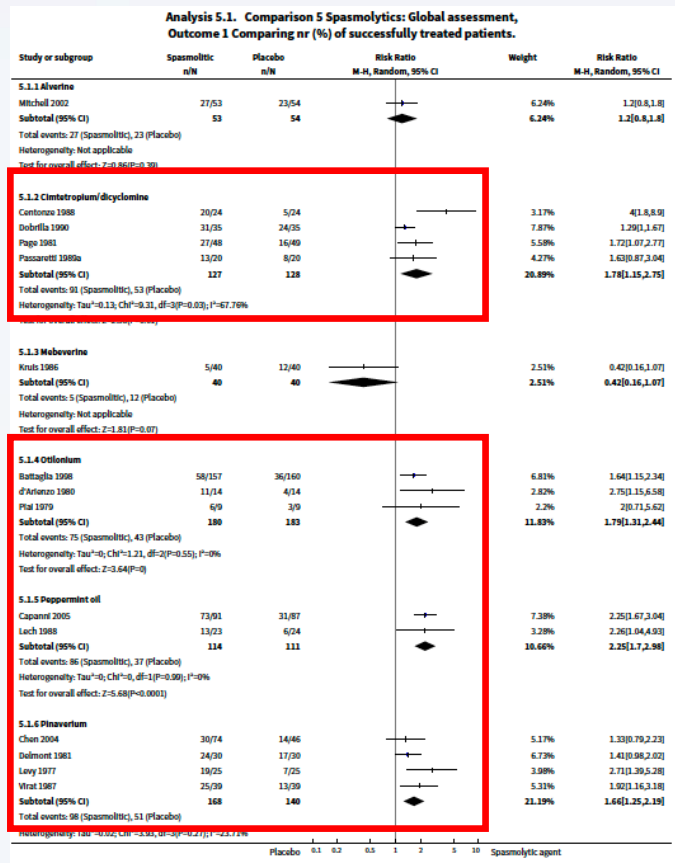 Analysis 5.1. Comparison 5 Spasmolytics: Global assessment,
Outcome 1 Comparing nr (%) of successfully treated patients.
Study or subgroup Spasmolitic Placebo Risk Ratio Weight Risk Ratio
n/N n/N M-H, Random, 95% CI M-H, Random, 95% CI
5.1.1 Alverine
Mitchell 2002 27/53 23/54 6.24% 1.2[0.8,1.8]
Subtotal (95% CI) 53 54 6.24% 1.2[0.8,1.8]
Total events: 27 (Spasmolitic), 23 (Placebo)
Heterogeneity: Not applicable
Test for overall effect: Z=0.86(P=0.39)
5.1.2 Cimtetropium/dicyclomine
Centonze 1988 20/24 5/24 3.17% 4[1.8,8.9]
Dobrilla 1990 31/35 24/35 7.87% 1.29[1,1.67]
Page 1981 27/48 16/49 5.58% 1.72[1.07,2.77]
Passaretti 1989a 13/20 8/20 4.27% 1.63[0.87,3.04]
Subtotal (95% CI) 127 128 20.89% 1.78[1.15,2.75]
Total events: 91 (Spasmolitic), 53 (Placebo)
Heterogeneity: Tau²=0.13; Chi²=9.31, df=3(P=0.03); I²=67.76%
5.1.3 Mebeverine
Kruis 1986 5/40 12/40 2.51% 0.42[0.16,1.07]
Subtotal (95% CI) 40 40 2.51% 0.42[0.16,1.07]
Total events: 5 (Spasmolitic), 12 (Placebo)
Heterogeneity: Not applicable
Test for overall effect: Z=1.81(P=0.07)
5.1.4 Otilonium
Battaglia 1998 58/157 36/160 6.81% 1.64[1.15,2.34]
d'Arienzo 1980 11/14 4/14 2.82% 2.75[1.15,6.58]
Piai 1979 6/9 3/9 2.2% 2[0.71,5.62]
Subtotal (95% CI) 180 183 11.83% 1.79[1.31,2.44]
Total events: 75 (Spasmolitic), 43 (Placebo)
Heterogeneity: Tau²=0; Chi²=1.21, df=2(P=0.55); I²=0%
Test for overall effect: Z=3.64(P=0)
5.1.5 Peppermint oil
Capanni 2005 73/91 31/87 7.38% 2.25[1.67,3.04]
Lech 1988 13/23 6/24 3.28% 2.26[1.04,4.93]
Subtotal (95% CI) 114 111 10.66% 2.25[1.7,2.98]
Total events: 86 (Spasmolitic), 37 (Placebo)
Heterogeneity: Tau²=0; Chi²=0, df=1(P=0.99); I²=0%
Test for overall effect: Z=5.68(P<0.0001)
5.1.6 Pinaverium
Chen 2004 30/74 14/46 5.17% 1.33[0.79,2.23]
Delmont 1981 24/30 17/30 6.73% 1.41[0.98,2.02]
Levy 1977 19/25 7/25 3.98% 2.71[1.39,5.28]
Virat 1987 25/39 13/39 5.31% 1.92[1.16,3.18]
Subtotal (95% CI) 168 140 21.19% 1.66[1.25,2.19]
Total events: 98 (Spasmolitic), 51 (Placebo)
Heterogeneity: Tau²=0.02; Chi²=3.93, df=3(P=0.27); I²=23.71%
Placebo 0.1 0.2 0.5 1 2 5 10 Spasmolytic agent